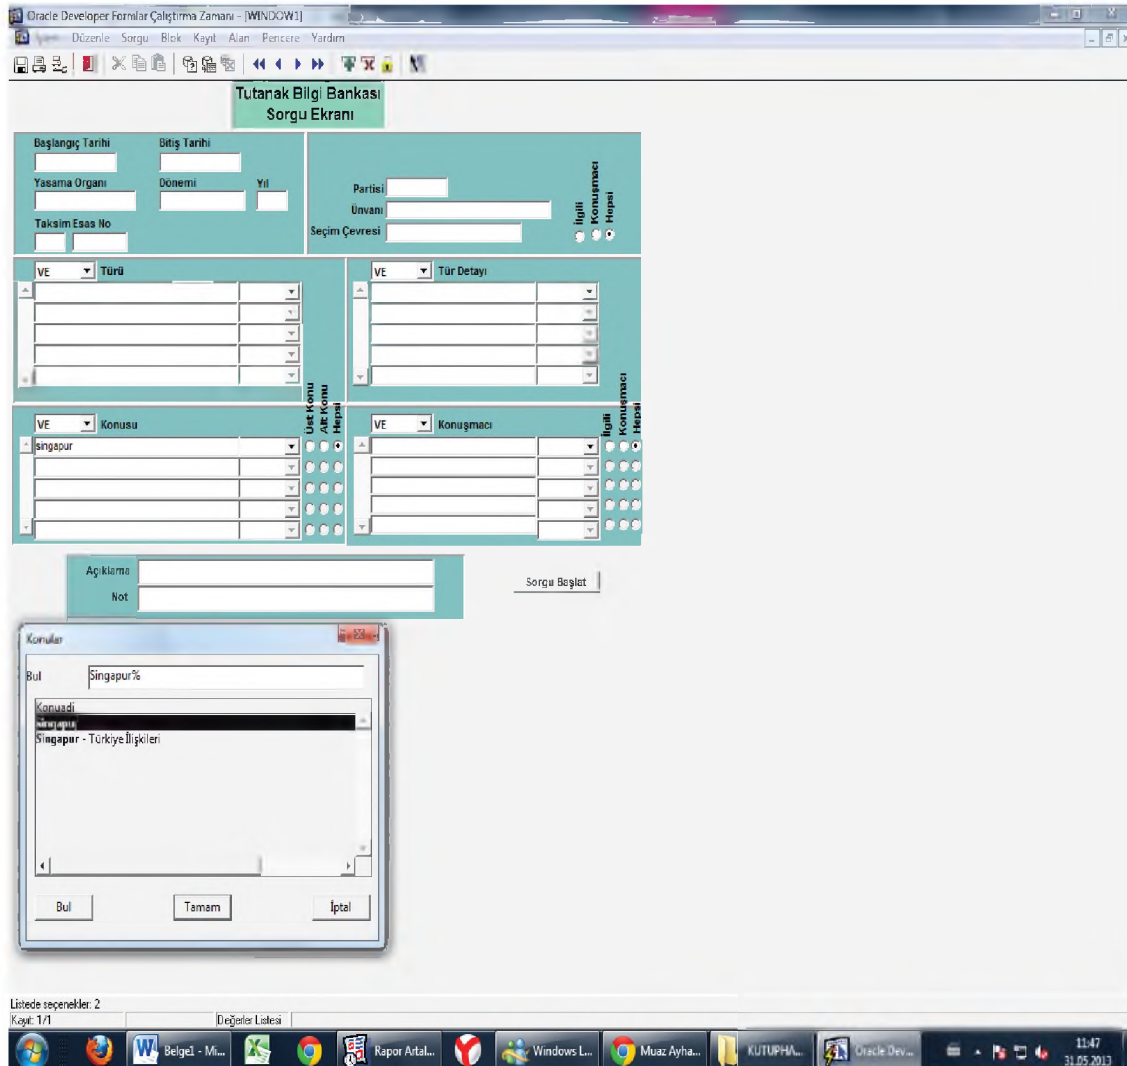 Oracle Developer Formlar Çalıştırma Zamanı - [WINDOW1]
Düzenle Sorgu Blok Kayıt Alan Pencere Yardım
Tutanak Bilgi Bankası
Sorgu Ekranı
Başlangıç Tarihi Bitiş Tarihi
Yasama Organı Dönemi Yıl
Taksim Esas No
Partisi
Ünvanı
Seçim Çevresi
İlgili
Konuşmacı
Hepsi
VE Türü
VE Tür Detayı
Üst Konu
Alt Konu
Hepsi
İlgili
Konuşmacı
Hepsi
VE Konusu
VE Konuşmacı
singapur
Açıklama
Not
Sorgu Başlat
Konular
Bul Singapur%
Konuadi
Singapur
Singapur - Türkiye İlişkileri
Bul Tamam İptal
Listede seçenekler: 2
Kayıt: 1/1 Değerler Listesi
Belge1 - Mi... Rapor Artal... Windows L... Muaz Ayha... KUTUPHA... Oracle Dev...
11:47
31.05.2013